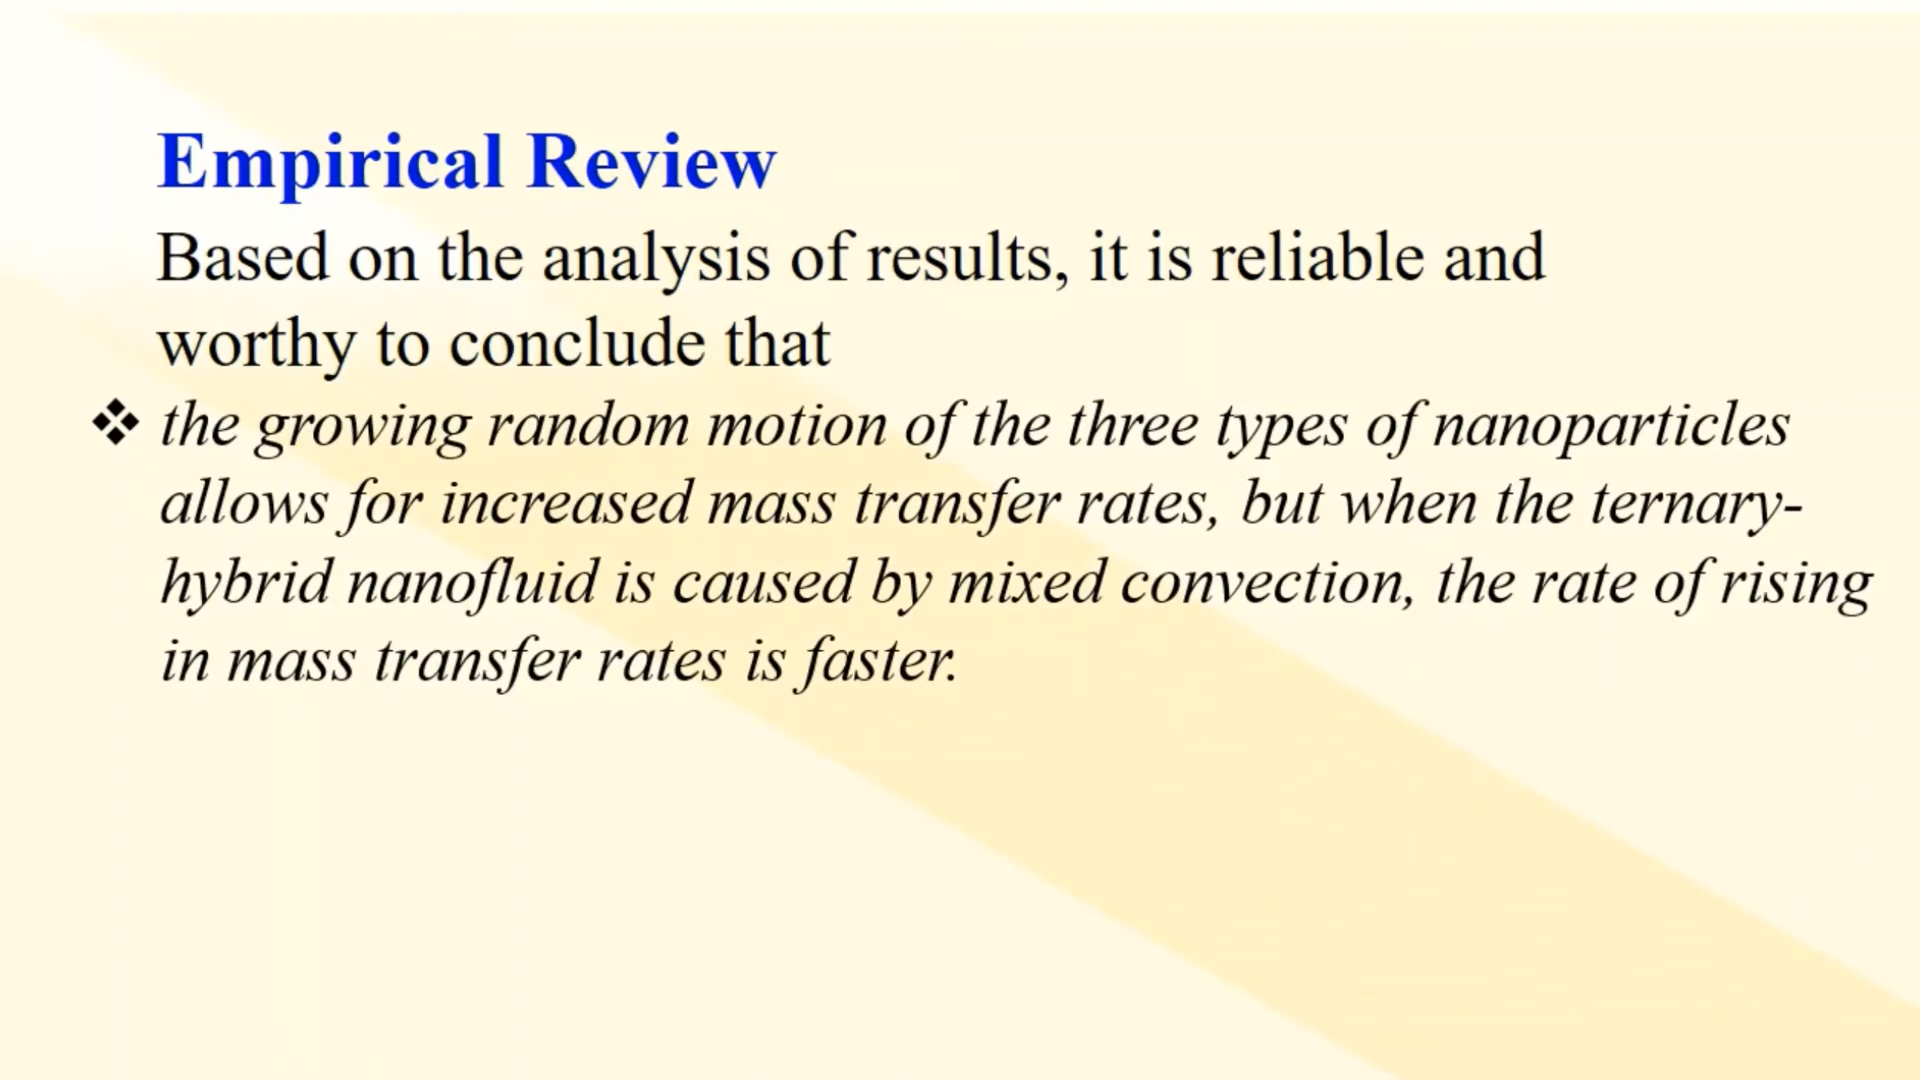 Empirical Review
Based on the analysis of results, it is reliable and
worthy to conclude that
❖ the growing random motion of the three types of nanoparticles
allows for increased mass transfer rates, but when the ternary-
hybrid nanofluid is caused by mixed convection, the rate of rising
in mass transfer rates is faster.